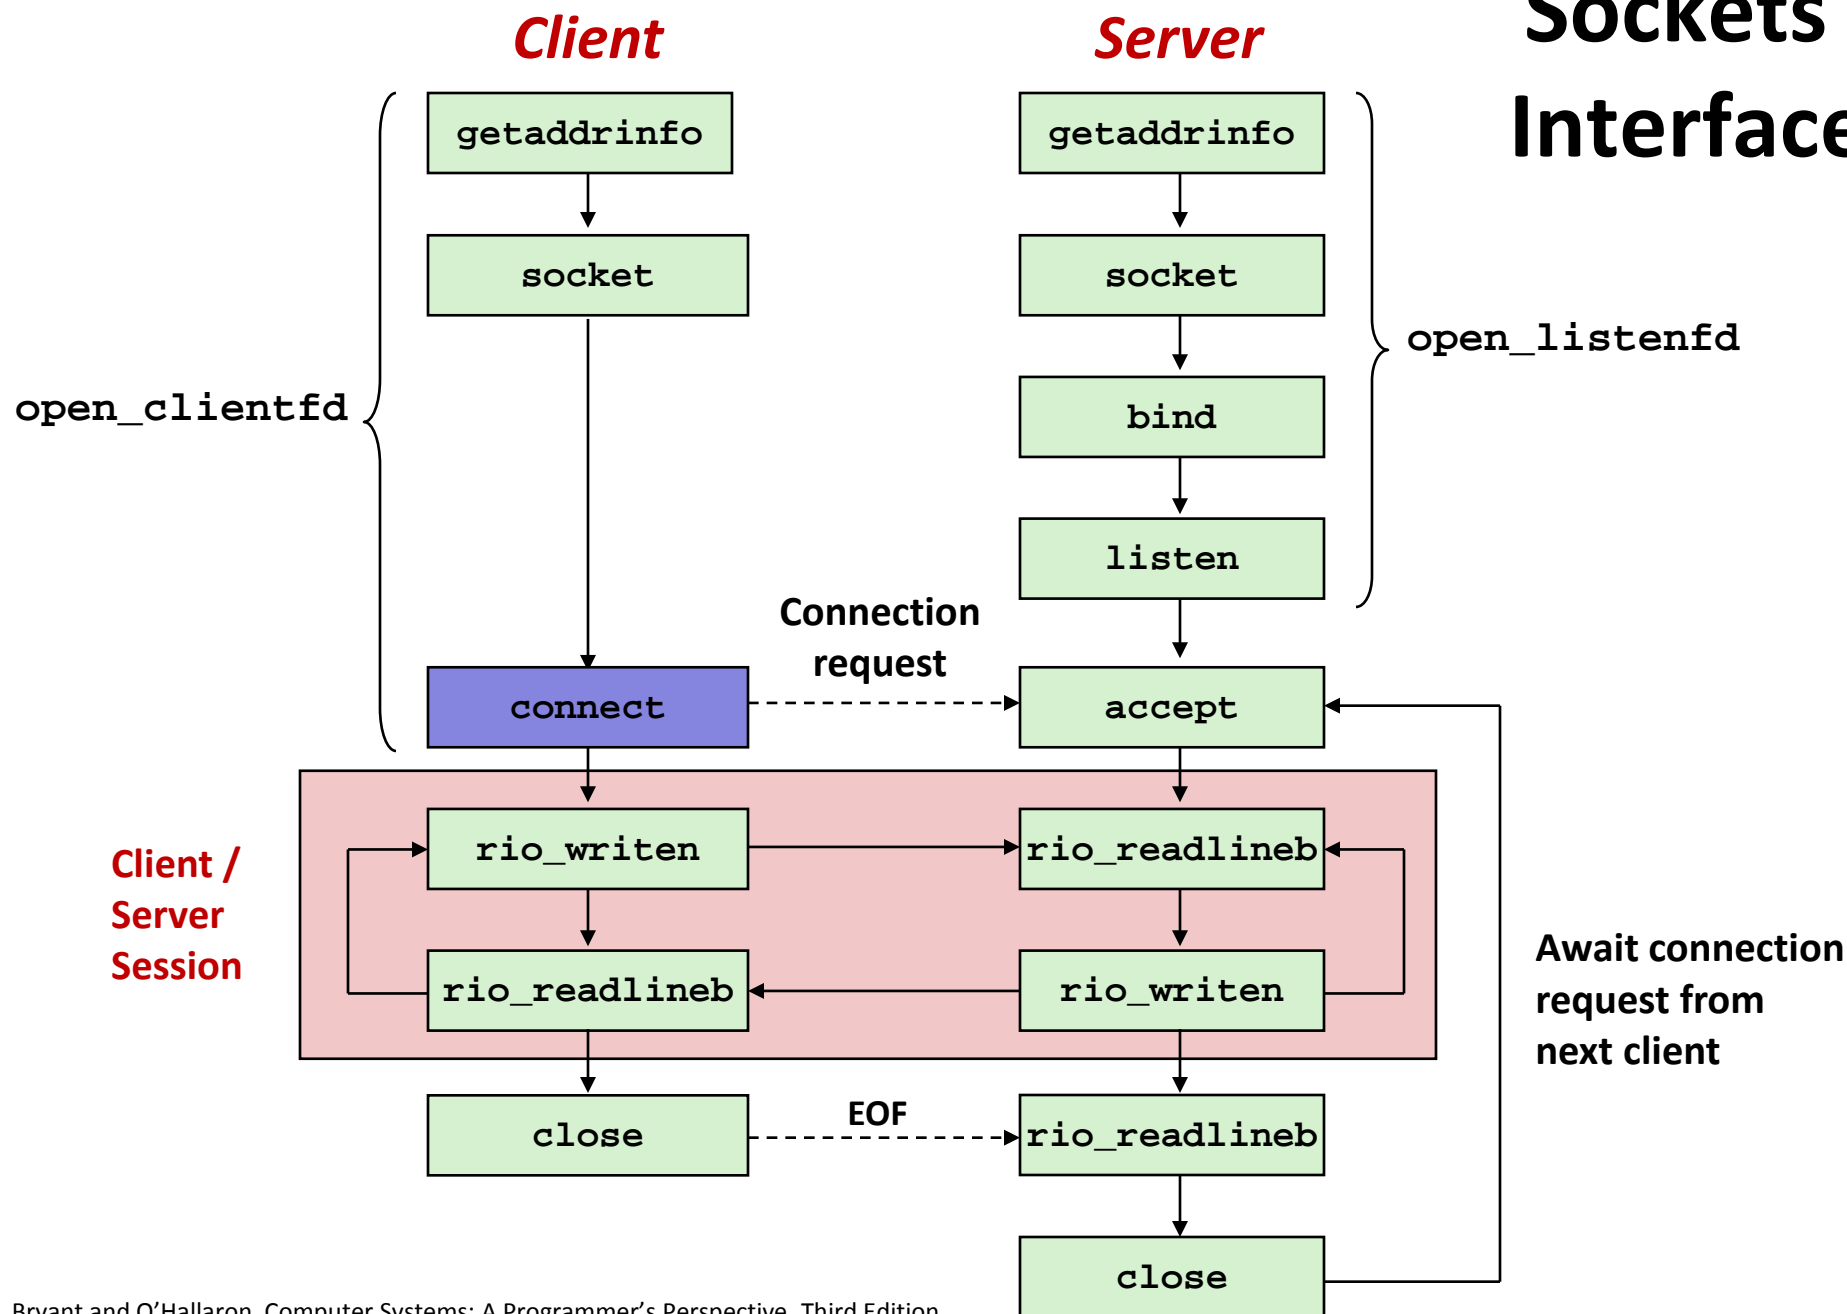 Sockets
Interface
Client
Server
getaddrinfo
getaddrinfo
socket
socket
open_listenfd
bind
open_clientfd
listen
Connection
request
connect
accept
Client /
Server
Session
rio_writen
rio_readlineb
rio_readlineb
rio_writen
Await connection
request from
next client
close
EOF
rio_readlineb
close
Bryant and O'Hallaron, Computer Systems: A Programmer's Perspective, Third Edition